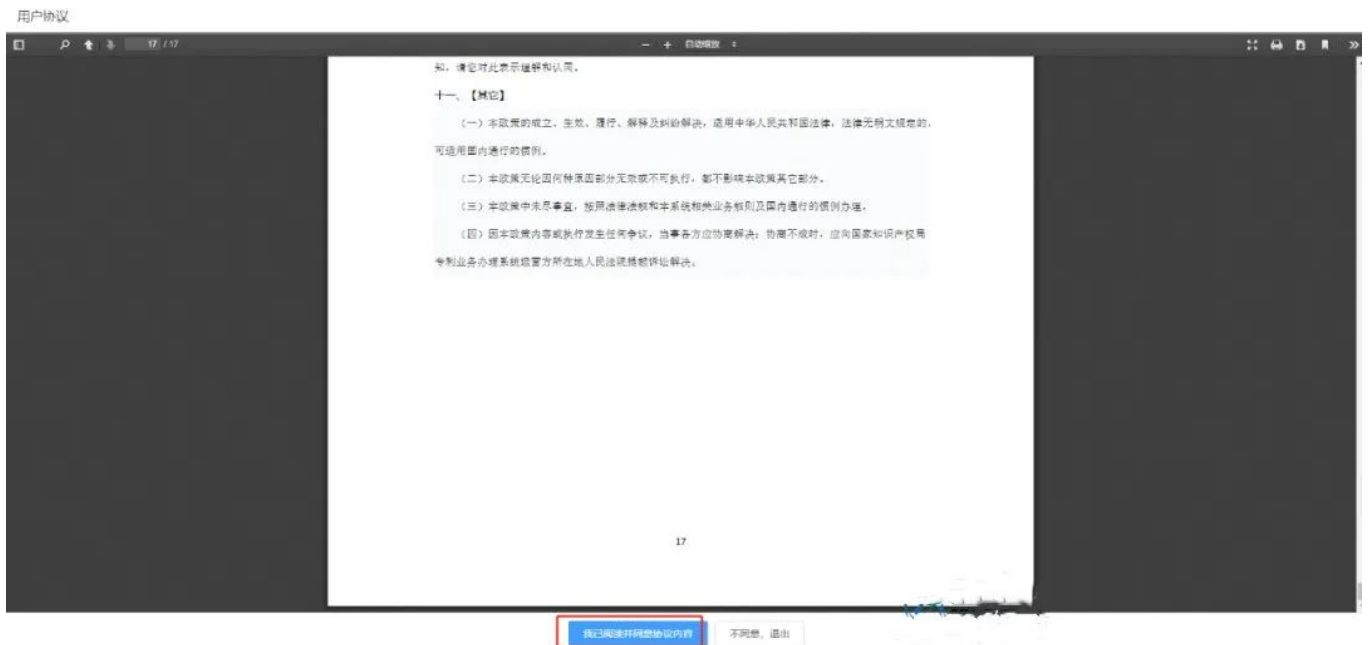 用户协议
17 / 17
自动缩放
知，请您对此表示理解和认同。
十一、【其它】
（一）本政策的成立、生效、履行、解释及纠纷解决，适用中华人民共和国法律，法律无明文规定的，
可适用国内通行的惯例。
（二）本政策无论因何种原因部分无效或不可执行，都不影响本政策其它部分。
（三）本政策中未尽事宜，按照法律法规和本系统相关业务规则及国内通行的惯例办理。
（四）因本政策内容或执行发生任何争议，当事各方应协商解决；协商不成时，应向国家知识产权局
专利业务办理系统运营方所在地人民法院提起诉讼解决。
17
我已阅读并同意协议内容
不同意，退出